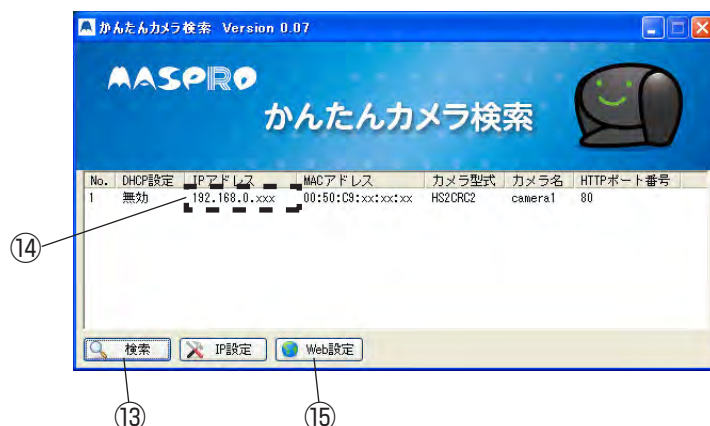 かんたんカメラ検索 Version 0.07
MASPRO
かんたんカメラ検索
No. DHCP設定 IPアドレス MACアドレス カメラ型式 カメラ名 HTTPポート番号
1 無効 192.168.0.xxx 00:50:C9:xx:xx:xx HS2CRC2 camera1 80
⑭
検索 IP設定 Web設定
⑬ ⑮